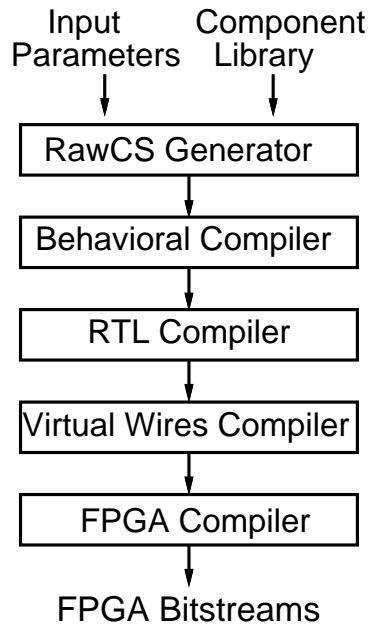 Input
Parameters
Component
Library
RawCS Generator
Behavioral Compiler
RTL Compiler
Virtual Wires Compiler
FPGA Compiler
FPGA Bitstreams